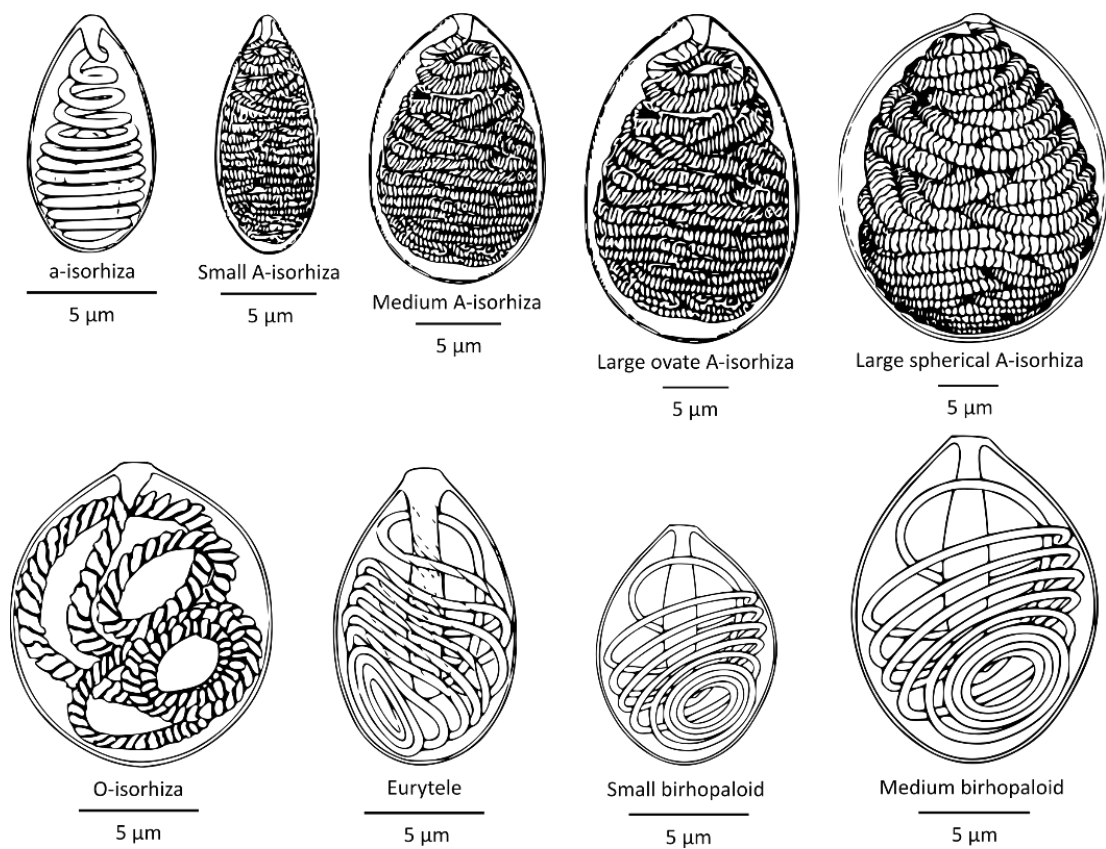 a-isorhiza
5 μm
Small A-isorhiza
5 μm
Medium A-isorhiza
5 μm
Large ovate A-isorhiza
5 μm
Large spherical A-isorhiza
5 μm
O-isorhiza
5 μm
Eurytele
5 μm
Small birhopaloid
5 μm
Medium birhopaloid
5 μm